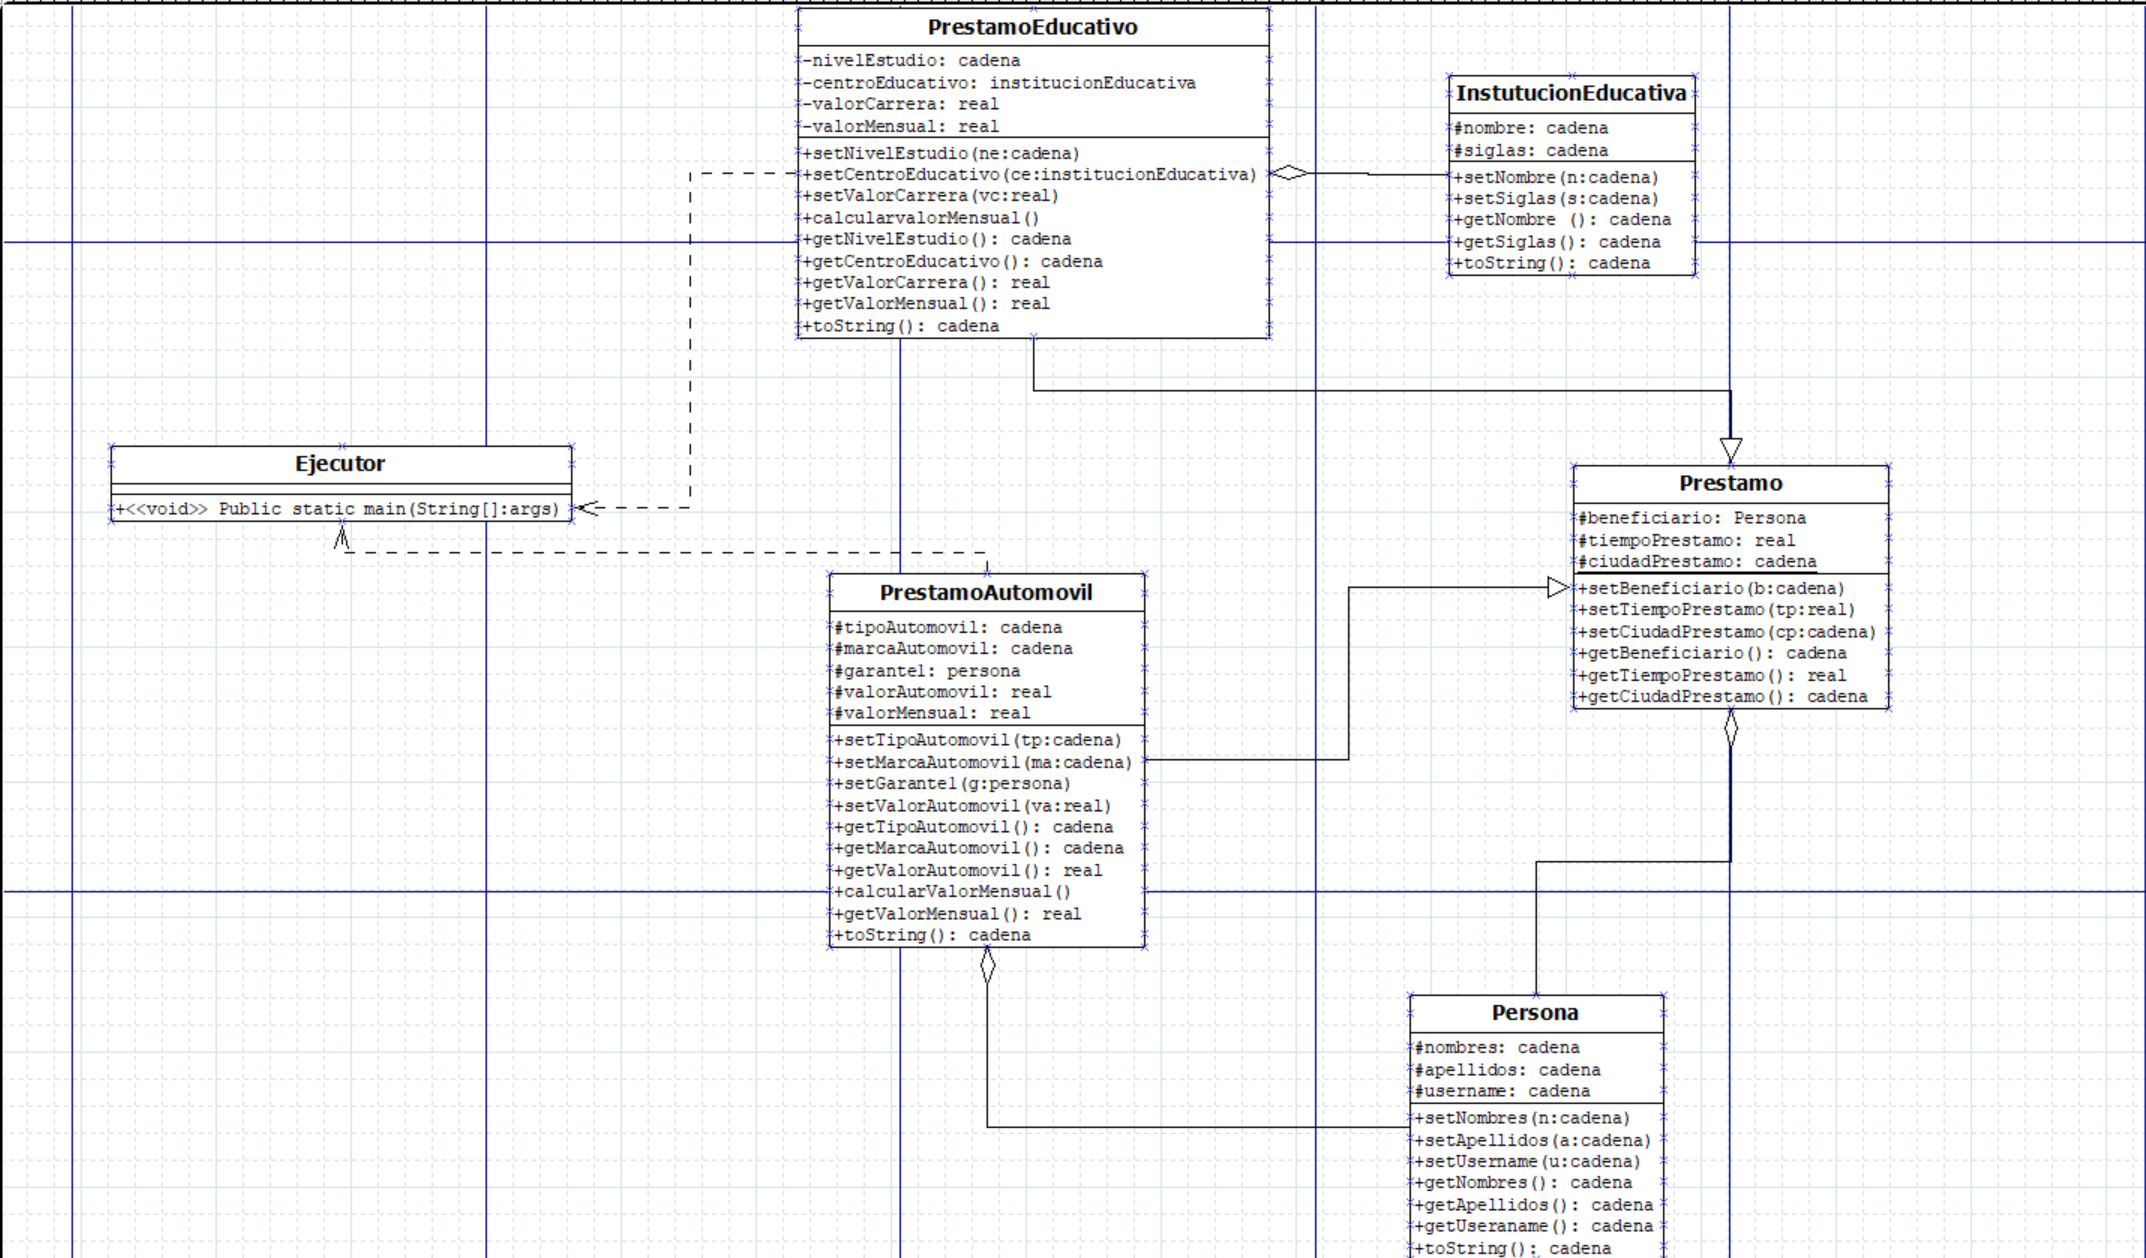 PrestamoEducativo
-nivelEstudio: cadena
-centroEducativo: institucionEducativa
-valorCarrera: real
-valorMensual: real
+setNivelEstudio(ne:cadena)
+setCentroEducativo(ce:institucionEducativa)
+setValorCarrera(vc:real)
+calcularvalorMensual()
+getNivelEstudio(): cadena
+getCentroEducativo(): cadena
+getValorCarrera(): real
+getValorMensual(): real
+toString(): cadena
InstutucionEducativa
#nombre: cadena
#siglas: cadena
+setNombre(n:cadena)
+setSiglas(s:cadena)
+getNombre (): cadena
+getSiglas(): cadena
+toString(): cadena
Ejecutor
+<<void>> Public static main(String[]:args)
Prestamo
#beneficiario: Persona
#tiempoPrestamo: real
#ciudadPrestamo: cadena
+setBeneficiario(b:cadena)
+setTiempoPrestamo(tp:real)
+setCiudadPrestamo(cp:cadena)
+getBeneficiario(): cadena
+getTiempoPrestamo(): real
+getCiudadPrestamo(): cadena
PrestamoAutomovil
#tipoAutomovil: cadena
#marcaAutomovil: cadena
#garante1: persona
#valorAutomovil: real
#valorMensual: real
+setTipoAutomovil(tp:cadena)
+setMarcaAutomovil(ma:cadena)
+setGarante1(g:persona)
+setValorAutomovil(va:real)
+getTipoAutomovil(): cadena
+getMarcaAutomovil(): cadena
+getValorAutomovil(): real
+calcularValorMensual()
+getValorMensual(): real
+toString(): cadena
Persona
#nombres: cadena
#apellidos: cadena
#username: cadena
+setNombres(n:cadena)
+setApellidos(a:cadena)
+setUsername(u:cadena)
+getNombres(): cadena
+getApellidos(): cadena
+getUseraname(): cadena
+toString(): cadena